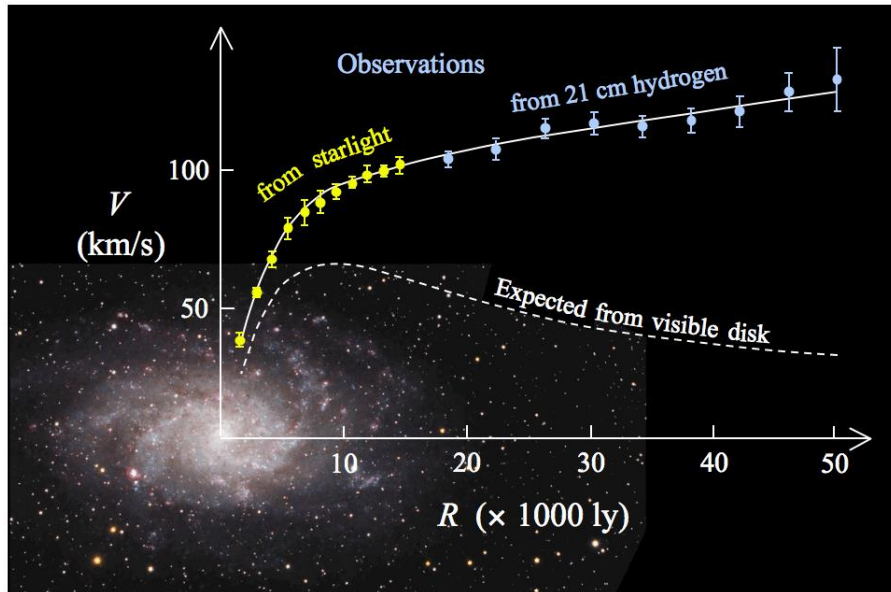 Observations
from 21 cm hydrogen
from starlight
100
V
(km/s)
50
Expected from visible disk
10
20
30
40
50
R (× 1000 ly)